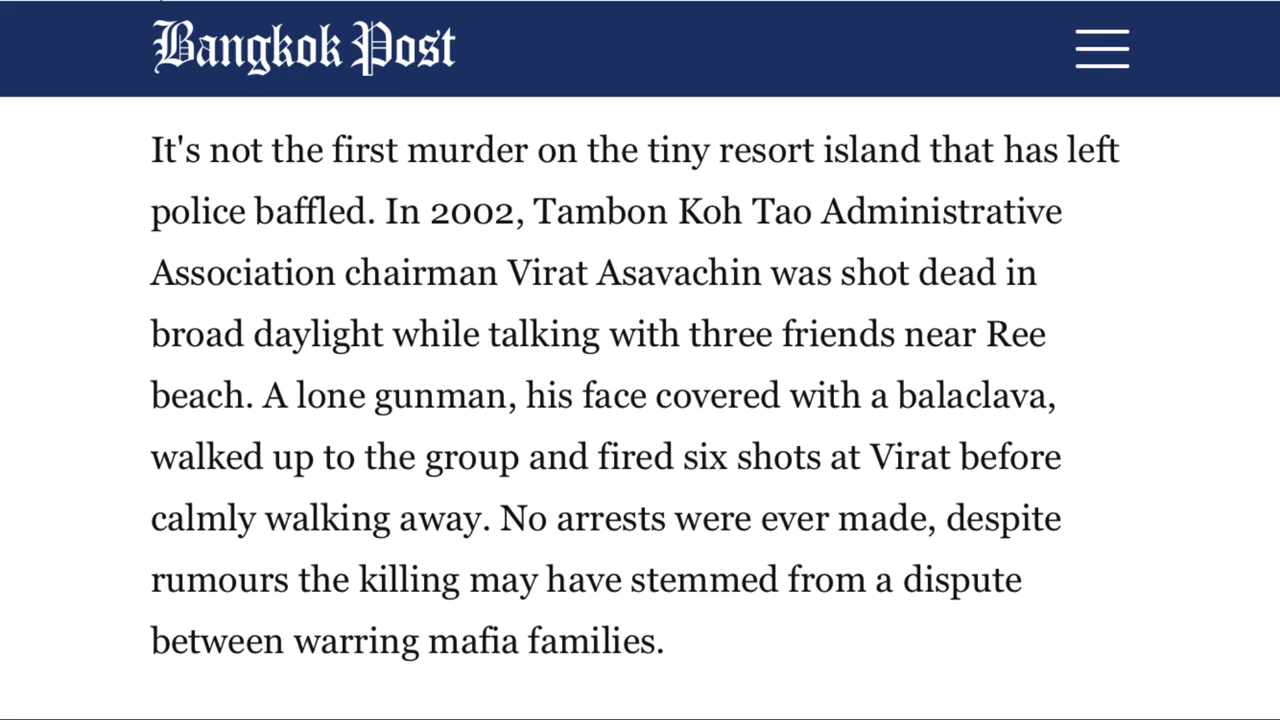 Bangkok Post
It's not the first murder on the tiny resort island that has left
police baffled. In 2002, Tambon Koh Tao Administrative
Association chairman Virat Asavachin was shot dead in
broad daylight while talking with three friends near Ree
beach. A lone gunman, his face covered with a balaclava,
walked up to the group and fired six shots at Virat before
calmly walking away. No arrests were ever made, despite
rumours the killing may have stemmed from a dispute
between warring mafia families.